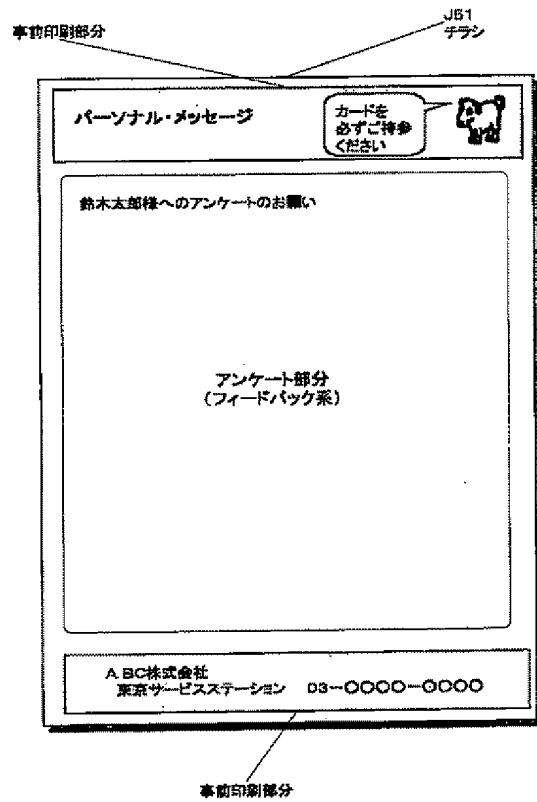 J51
チラシ
事前印刷部分
パーソナル・メッセージ
カードを
必ずご持参
ください
鈴木太郎様へのアンケートのお願い
アンケート部分
(フィードバック系)
ABC株式会社
東京サービスステーション 03-○○○○-○○○○
事前印刷部分